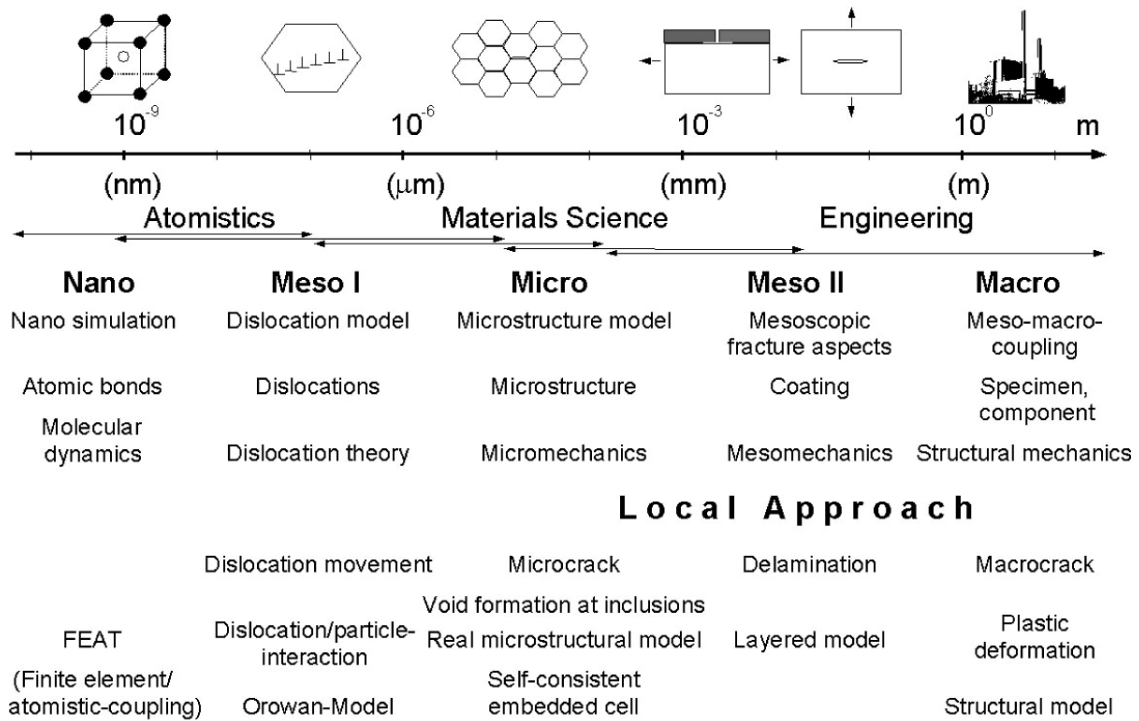 10-9 10-6 10-3 10 0 m
(nm) (μm) (mm) (m)
Atomistics Materials Science Engineering
Nano Meso I Micro Meso II Macro
Nano simulation Dislocation model Microstructure model Mesoscopic Meso-macro-
fracture aspects coupling
Atomic bonds Dislocations Microstructure Coating Specimen,
component
Molecular
dynamics Dislocation theory Micromechanics Mesomechanics Structural mechanics
Local Approach
Dislocation movement Microcrack Delamination Macrocrack
Void formation at inclusions
FEAT Dislocation/particle- Real microstructural model Layered model Plastic
interaction deformation
(Finite element/ Self-consistent
atomistic-coupling) Orowan-Model embedded cell Structural model